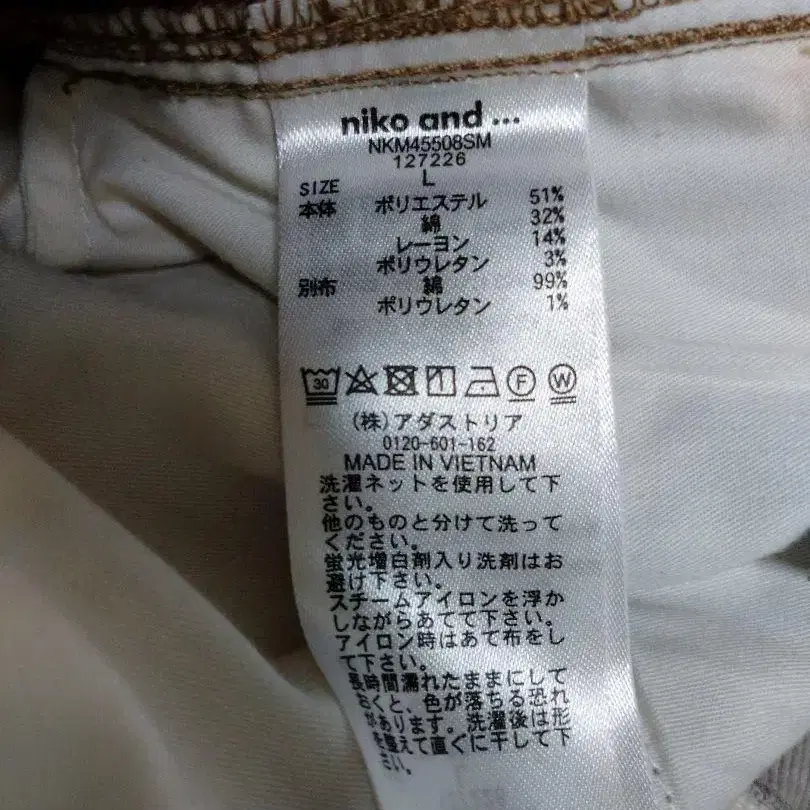 niko and ...
NKM45508SM
127226
SIZE L
本体 ポリエステル 51%
綿 32%
レーヨン 14%
ポリウレタン 3%
別布 綿 99%
ポリウレタン 1%
30 F W
(株)アダストリア
0120-601-162
MADE IN VIETNAM
洗濯ネットを使用して下
さい。
他のものと分けて洗って
ください。
蛍光増白剤入り洗剤はお
避け下さい。
スチームアイロンを浮か
しながらあてて下さい。
アイロン時はあて布をし
て下さい。
長時間濡れたままにして
おくと、色が落ちる恐れ
があります。洗濯後は形
を整えて直ぐに干して下
さい。